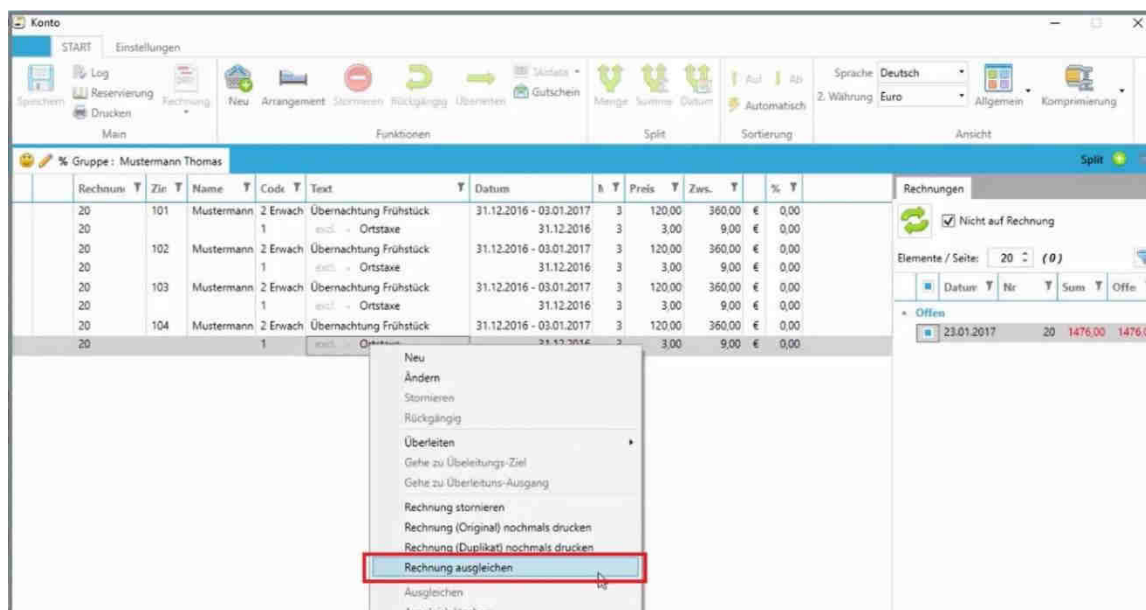 Konto
START Einstellungen
Speichern Log Reservierung Drucken Rechnung Neu Arrangement Stornieren Rückgängig Überleiten Gutschein Merge Summe Datum Auf Ab Automatisch Sprache Deutsch 2. Währung Euro Allgemein Komprimierung
Main Funktionen Split Sortierung Ansicht
% Gruppe : Mustermann Thomas Split
Rechnun Zir Name Code Text Datum Preis Zws. %
20 101 Mustermann 2 Erwach Übernachtung Frühstück 31.12.2016 - 03.01.2017 3 120,00 360,00 € 0,00
20 1 excl. - Ortstaxe 31.12.2016 3 3,00 9,00 € 0,00
20 102 Mustermann 2 Erwach Übernachtung Frühstück 31.12.2016 - 03.01.2017 3 120,00 360,00 € 0,00
20 1 excl. - Ortstaxe 31.12.2016 3 3,00 9,00 € 0,00
20 103 Mustermann 2 Erwach Übernachtung Frühstück 31.12.2016 - 03.01.2017 3 120,00 360,00 € 0,00
20 1 excl. - Ortstaxe 31.12.2016 3 3,00 9,00 € 0,00
20 104 Mustermann 2 Erwach Übernachtung Frühstück 31.12.2016 - 03.01.2017 3 120,00 360,00 € 0,00
20 1 excl. - Ortstaxe 31.12.2016 3 3,00 9,00 € 0,00
Neu
Ändern
Stornieren
Rückgängig
Überleiten
Gehe zu Übeleitungs-Ziel
Gehe zu Überleituns-Ausgang
Rechnung stornieren
Rechnung (Original) nochmals drucken
Rechnung (Duplikat) nochmals drucken
Rechnung ausgleichen
Ausgleichen
Rechnungen
Nicht auf Rechnung
Elemente / Seite: 20 (0)
Datum Nr Sum Offe
Offen
23.01.2017 20 1476,00 1476,0